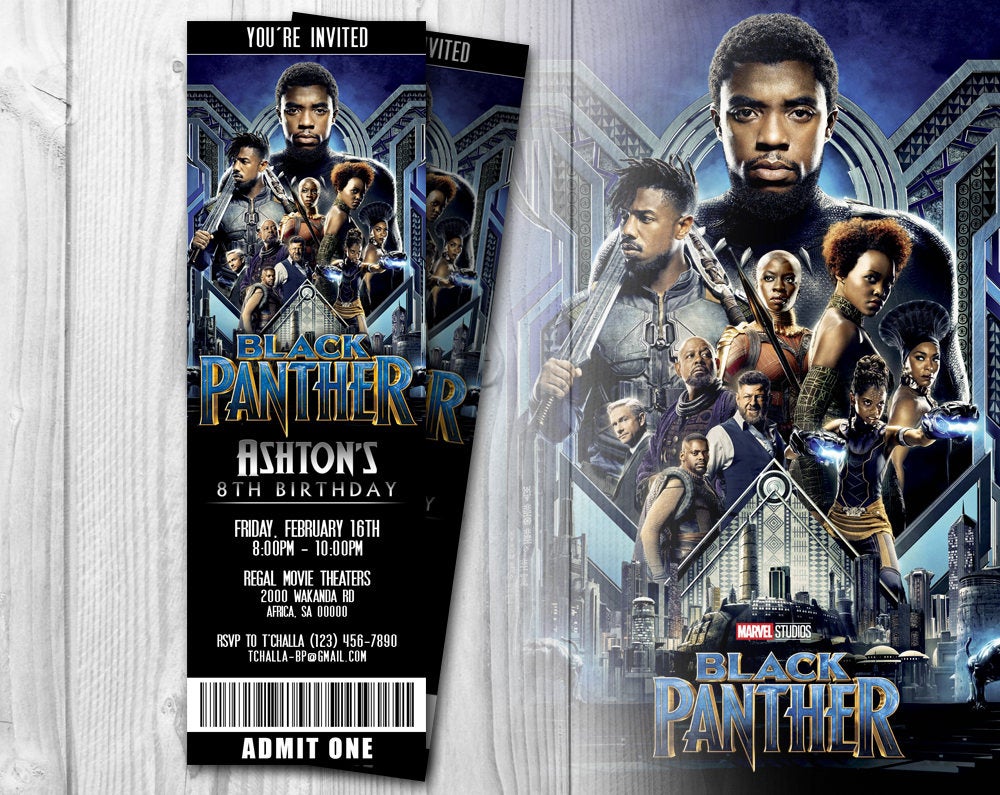 YOU'RE INVITED
VITED
BLACK
PANTHER
R
ASHTON'S
8TH BIRTHDAY
FRIDAY, FEBRUARY 16TH
8:00PM - 10:00PM
REGAL MOVIE THEATERS
2000 WAKANDA RD
AFRICA, SA 00000
RSVP TO T'CHALLA (123) 456-7890
TCHALLA-BP@GMAIL.COM
ADMIT ONE
MARVEL STUDIOS
BLACK
PANTHER